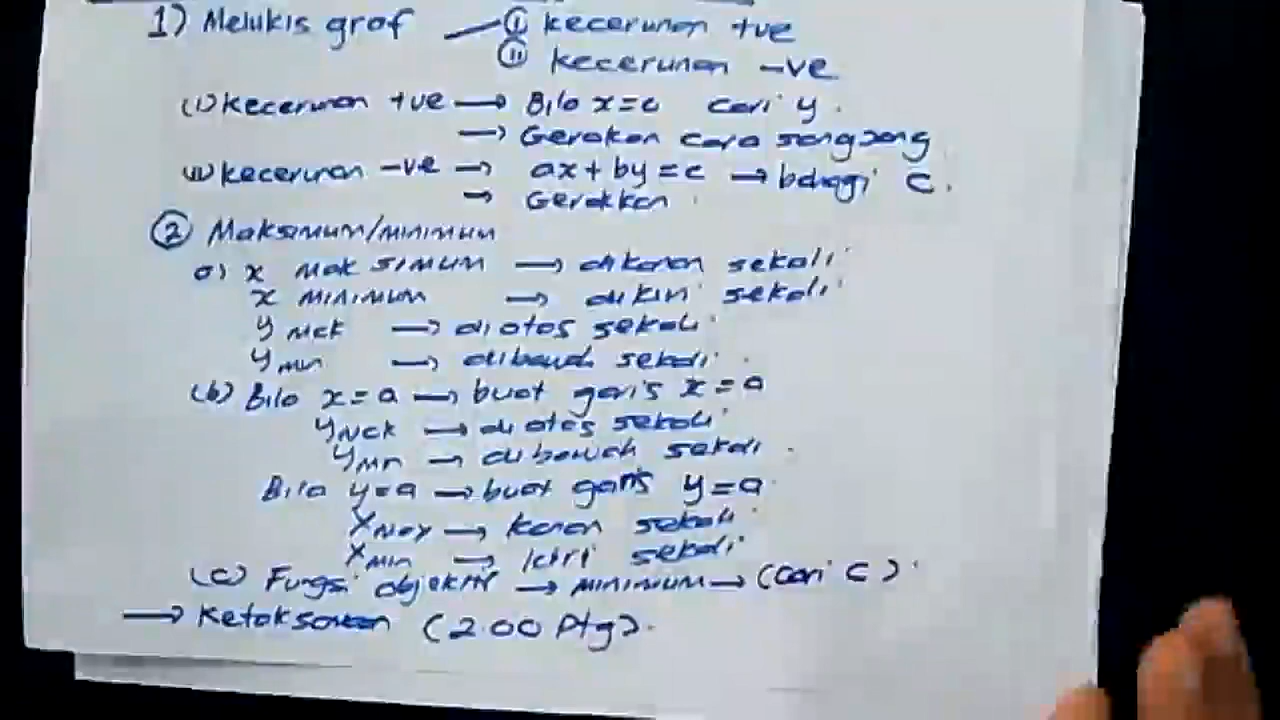 1) Melukis graf → (i) kecerunan +ve
(ii) kecerunan -ve
(i) kecerunan +ve → Bila x=c cari y.
→ Gerakan cara songsang
(ii) kecerunan -ve → ax + by = c → bahagi c.
→ Gerakkan
② Maksimum/minimum
a) x maksimum → dikanan sekali
x minimum → dikiri sekali
y mak → diatas sekali
y min → dibawah sekali
(b) Bila x=a → buat garis x=a
y mak → diatas sekali
y min → dibawah sekali.
Bila y=a → buat garis y=a
x max → kanan sekali
x min → kiri sekali
(c) Fungsi objektif → minimum → (cari c).
→ Ketaksamaan (2.00 Ptg).